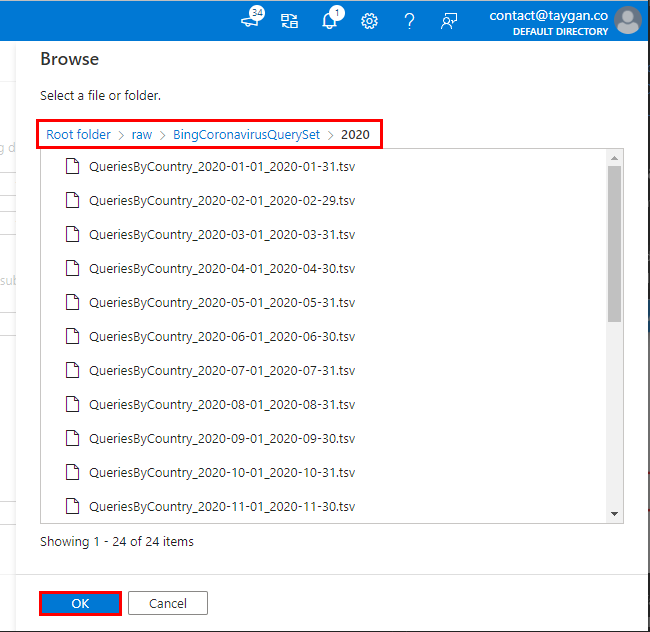 34
1
contact@taygan.co
DEFAULT DIRECTORY
Browse
Select a file or folder.
Root folder > raw > BingCoronavirusQuerySet > 2020
g d
QueriesByCountry_2020-01-01_2020-01-31.tsv
QueriesByCountry_2020-02-01_2020-02-29.tsv
QueriesByCountry_2020-03-01_2020-03-31.tsv
QueriesByCountry_2020-04-01_2020-04-30.tsv
sub
QueriesByCountry_2020-05-01_2020-05-31.tsv
QueriesByCountry_2020-06-01_2020-06-30.tsv
QueriesByCountry_2020-07-01_2020-07-31.tsv
QueriesByCountry_2020-08-01_2020-08-31.tsv
QueriesByCountry_2020-09-01_2020-09-30.tsv
QueriesByCountry_2020-10-01_2020-10-31.tsv
QueriesByCountry_2020-11-01_2020-11-30.tsv
Showing 1 - 24 of 24 items
OK
Cancel